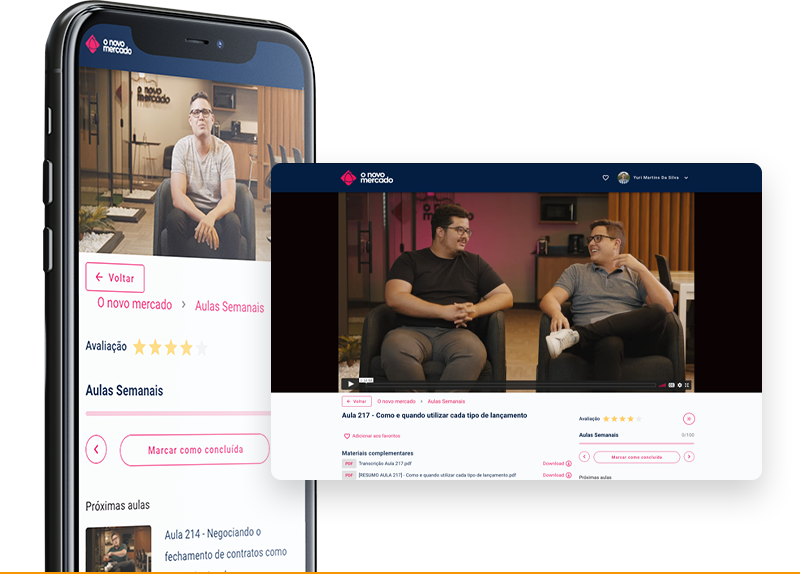 o novo
mercado
o novo
mercado
Voltar
O novo mercado > Aulas Semanais
Avaliação
Aulas Semanais
Marcar como concluída
Próximas aulas
Aula 214 - Negociando o
fechamento de contratos como
o novo
mercado
Yuri Martins Da Silva
Voltar O novo mercado > Aulas Semanais
Aula 217 - Como e quando utilizar cada tipo de lançamento
Adicionar aos favoritos
Materiais complementares
PDF Transcrição Aula 217.pdf Download
PDF [RESUMO AULA 217] - Como e quando utilizar cada tipo de lançamento.pdf Download
Avaliação
Aulas Semanais 0/100
Marcar como concluída
Próximas aulas